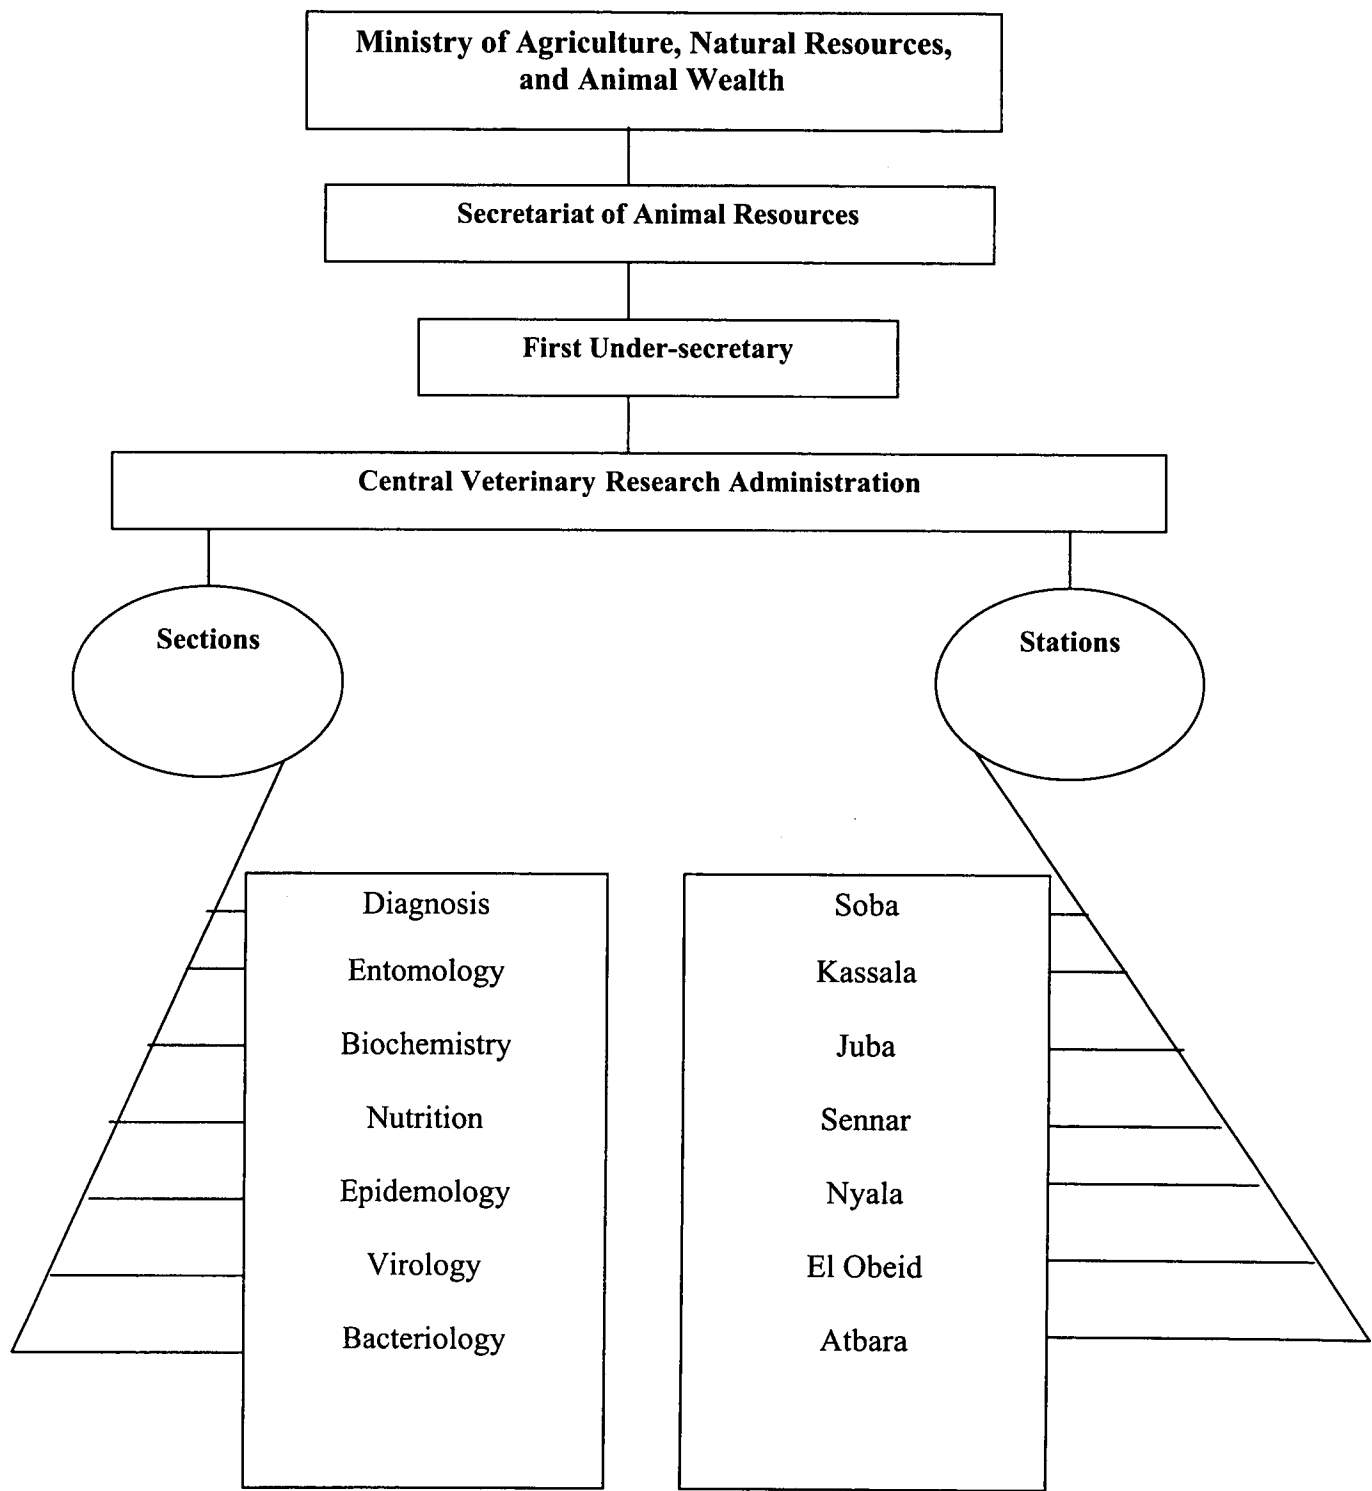 Ministry of Agriculture, Natural Resources,
and Animal Wealth
Secretariat of Animal Resources
First Under-secretary
Central Veterinary Research Administration
Sections
Stations
Diagnosis
Entomology
Biochemistry
Nutrition
Epidemology
Virology
Bacteriology
Soba
Kassala
Juba
Sennar
Nyala
El Obeid
Atbara